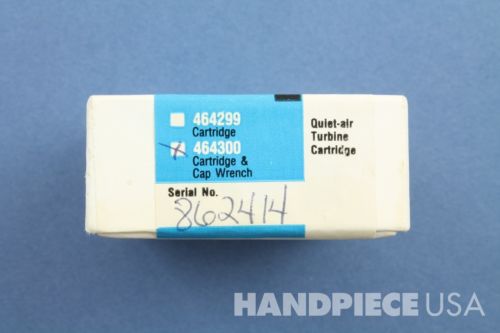 464299
Cartridge
464300
Cartridge &
Cap Wrench
Quiet-air
Turbine
Cartridge
Serial No.
862414
HANDPIECE USA